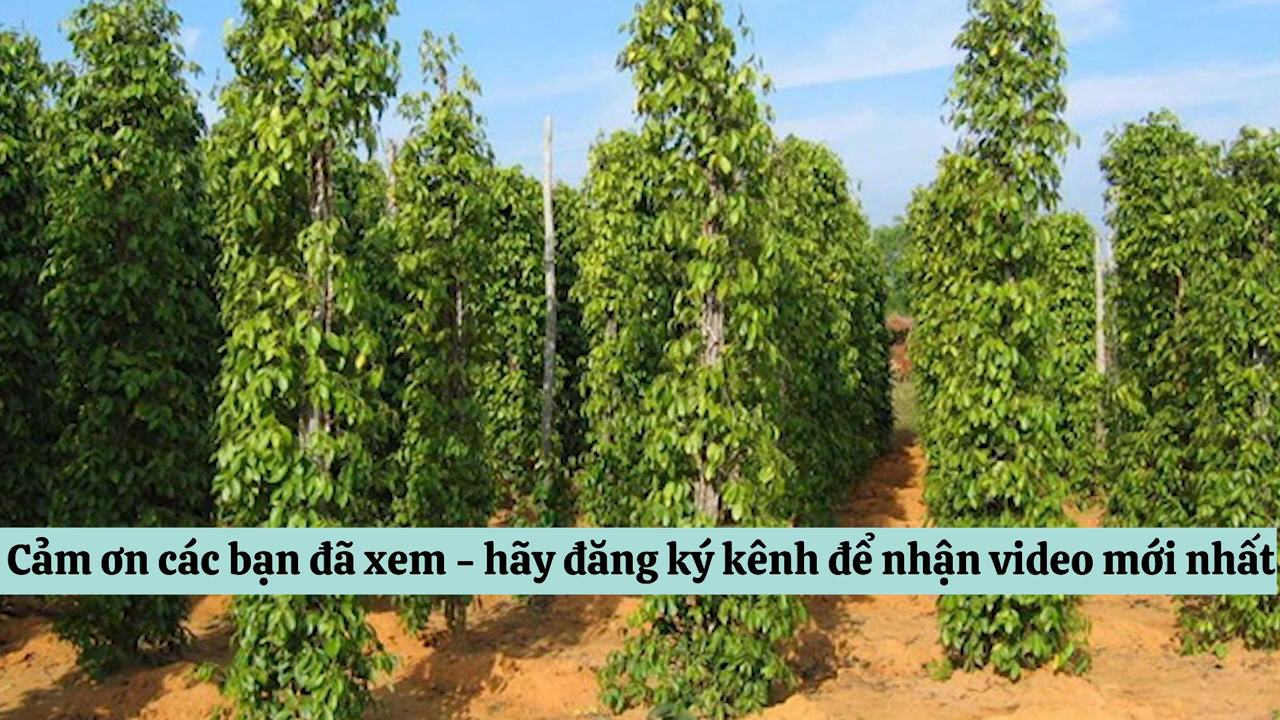 Cảm ơn các bạn đã xem - hãy đăng ký kênh để nhận video mới nhất